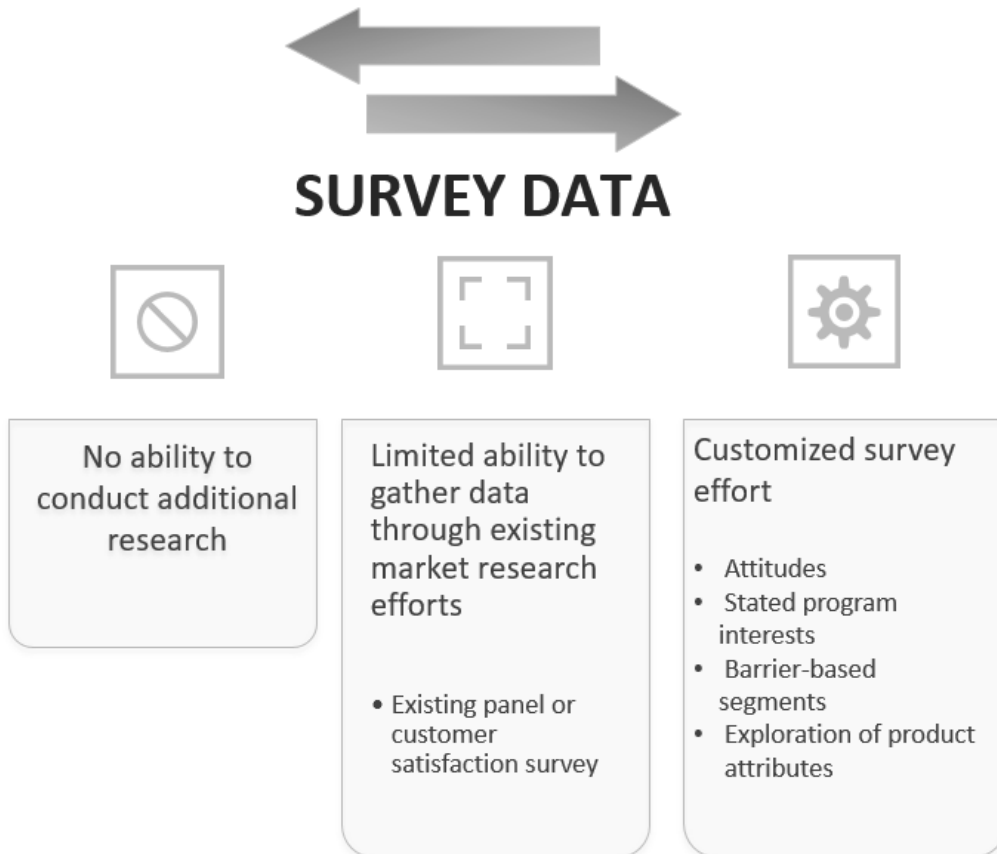 SURVEY DATA
No ability to
conduct additional
research
Limited ability to
gather data
through existing
market research
efforts
• Existing panel or
customer
satisfaction survey
Customized survey
effort
• Attitudes
• Stated program
interests
• Barrier-based
segments
• Exploration of product
attributes